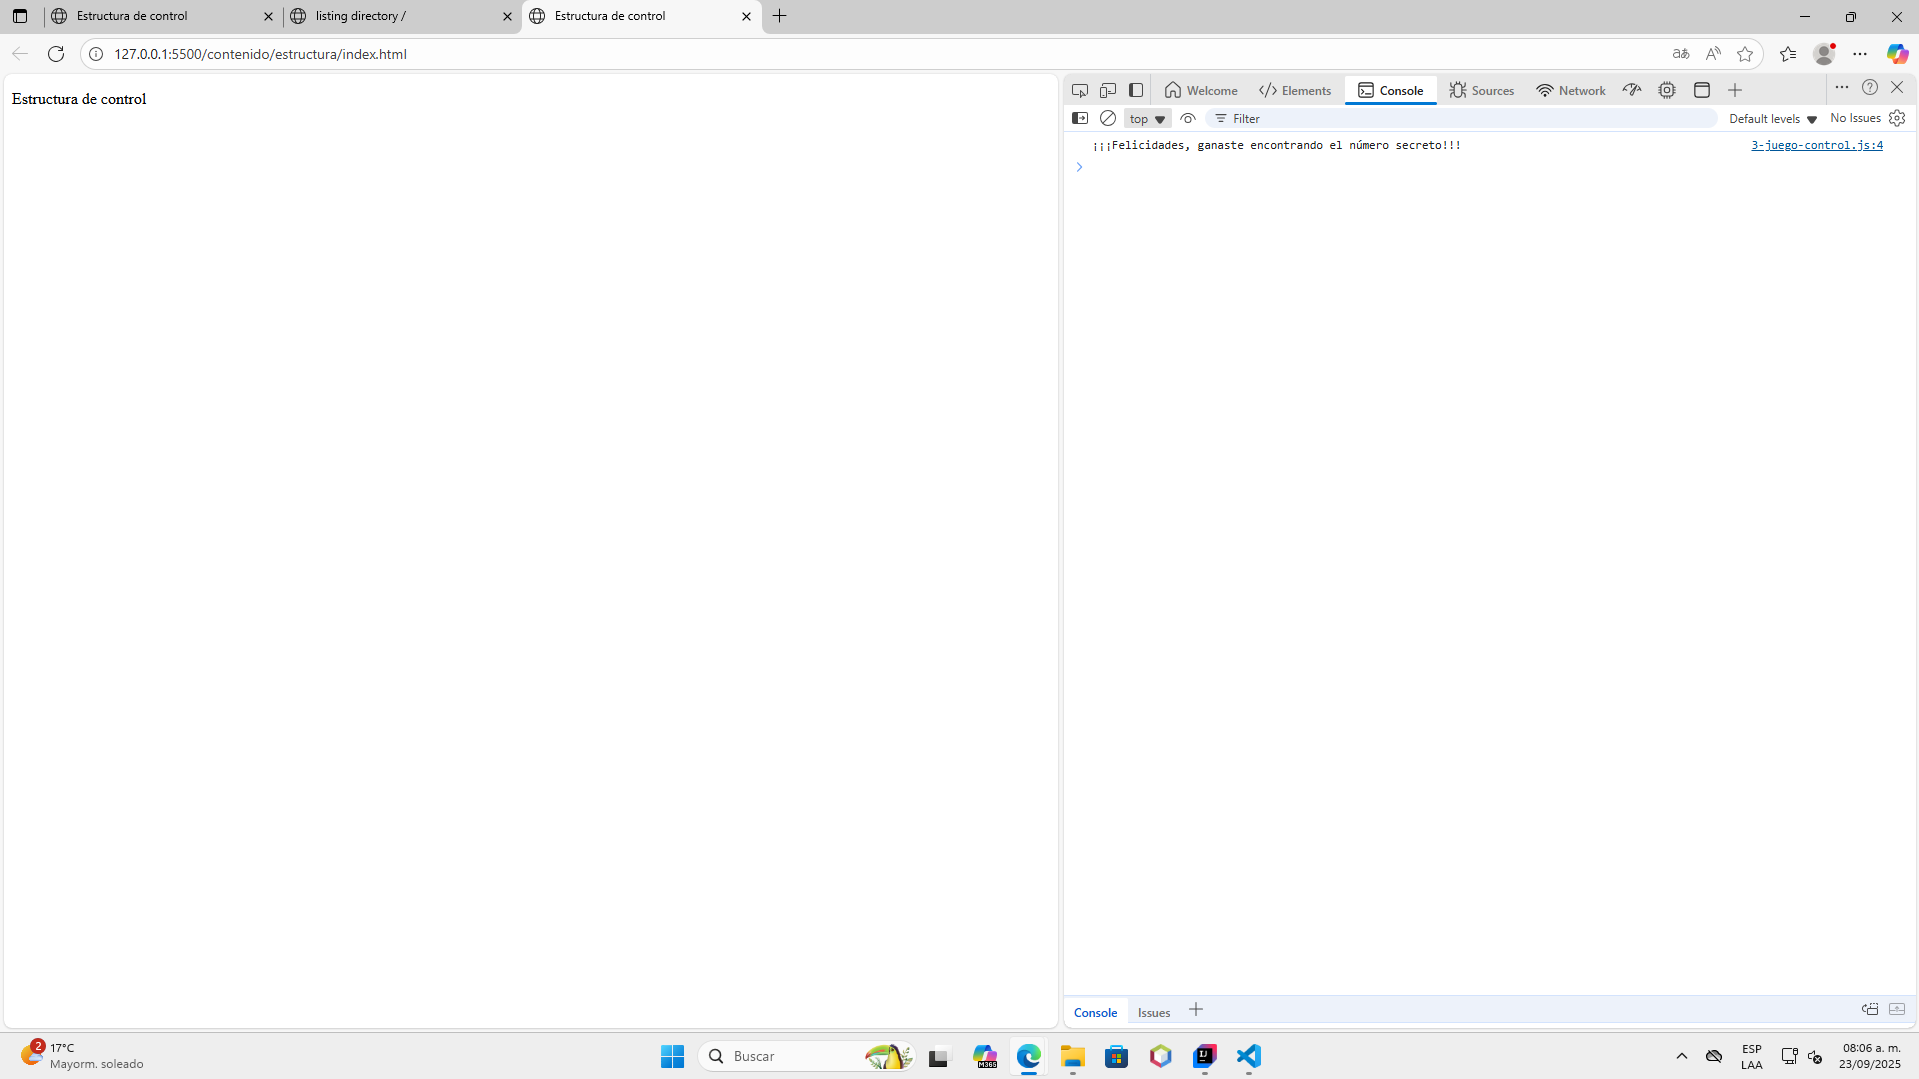 Estructura de control
listing directory /
Estructura de control
127.0.0.1:5500/contenido/estructura/index.html
Estructura de control
Welcome
Elements
Console
Sources
Network
top
Filter
Default levels
No Issues
¡¡¡Felicidades, ganaste encontrando el número secreto!!!
3-juego-control.js:4
Console
Issues
2
17°C
Mayorm. soleado
Buscar
M365
ESP
LAA
08:06 a. m.
23/09/2025